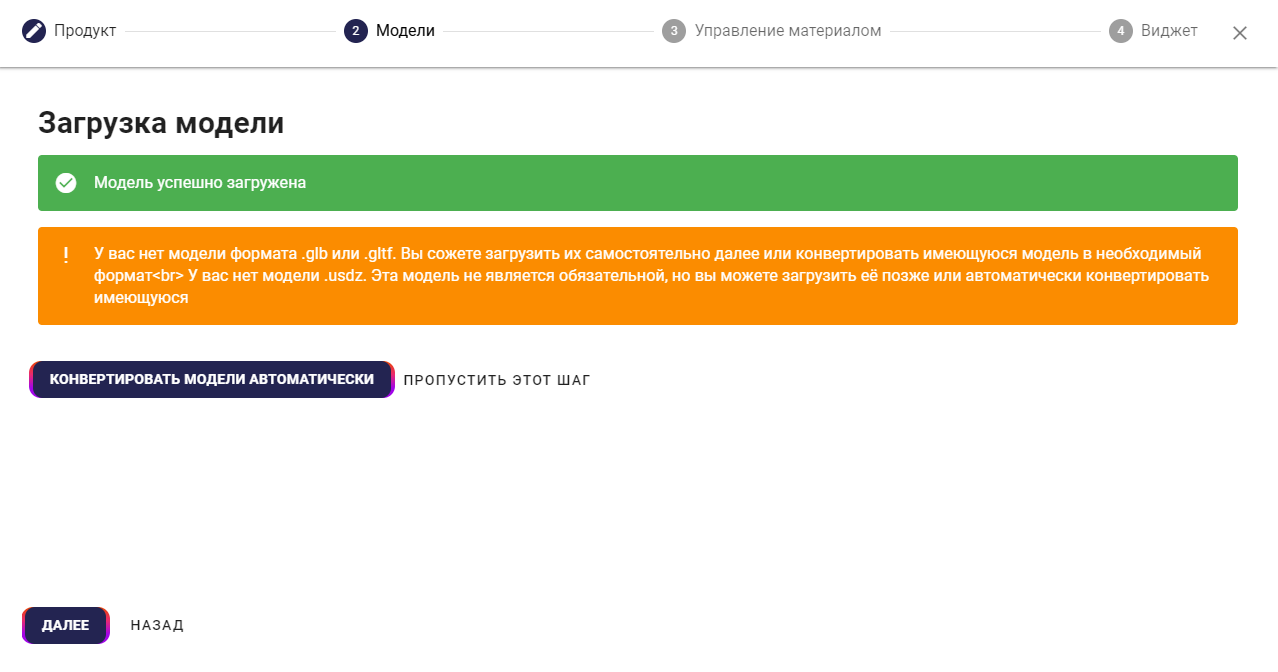 Продукт
2 Модели
3 Управление материалом
4 Виджет
Загрузка модели
Модель успешно загружена
! У вас нет модели формата .glb или .gltf. Вы сожете загрузить их самостоятельно далее или конвертировать имеющуюся модель в необходимый
формат<br> У вас нет модели .usdz. Эта модель не является обязательной, но вы можете загрузить её позже или автоматически конвертировать
имеющуюся
КОНВЕРТИРОВАТЬ МОДЕЛИ АВТОМАТИЧЕСКИ
ПРОПУСТИТЬ ЭТОТ ШАГ
ДАЛЕЕ
НАЗАД